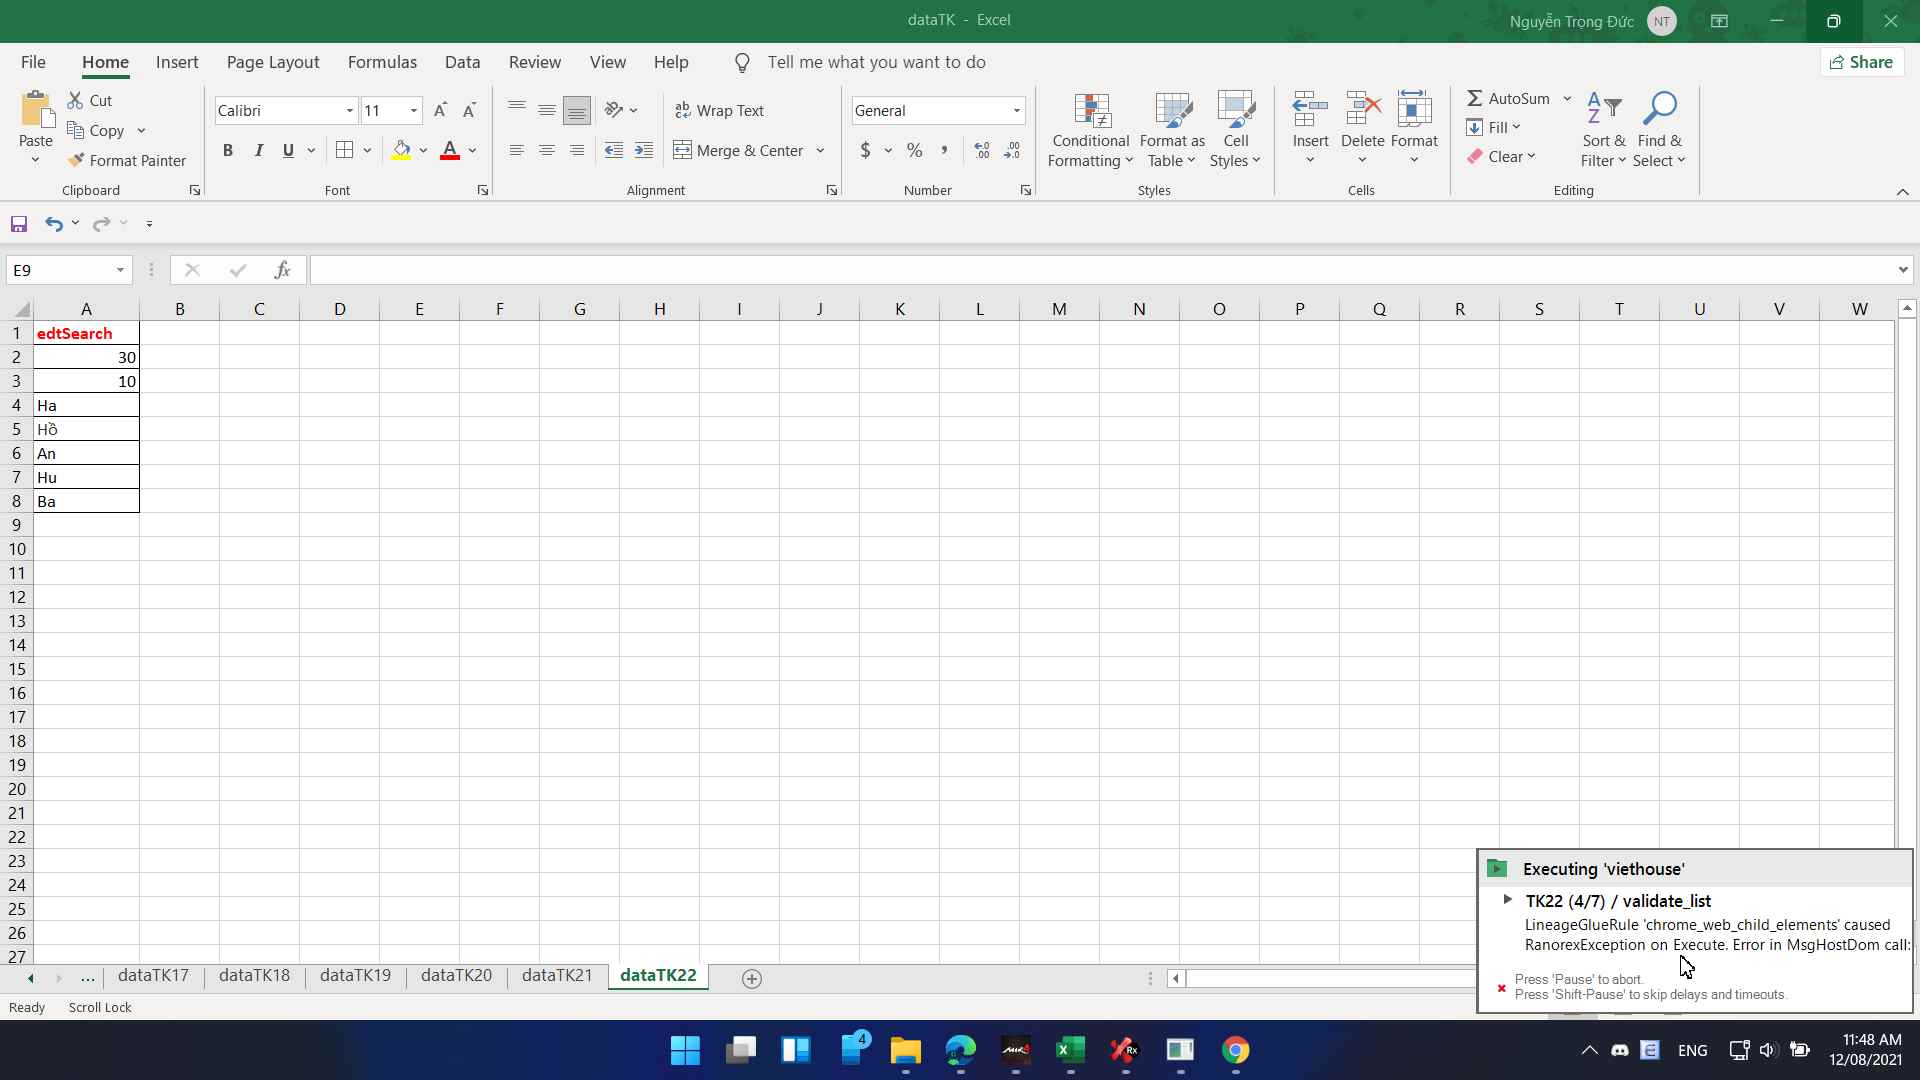 dataTK - Excel
Nguyễn Trọng Đức
NT
File
Home
Insert
Page Layout
Formulas
Data
Review
View
Help
Tell me what you want to do
Share
Paste
Cut
Copy
Format Painter
Clipboard
Calibri
11
B I U
Font
Wrap Text
Merge & Center
Alignment
General
$ % ,
Number
Conditional Formatting
Format as Table
Cell Styles
Styles
Insert
Delete
Format
Cells
AutoSum
Fill
Clear
Sort & Filter
Find & Select
Editing
E9
fx
A B C D E F G H I J K L M N O P Q R S T U V W
1 edtSearch
2 30
3 10
4 Ha
5 Hồ
6 An
7 Hu
8 Ba
9
10
11
12
13
14
15
16
17
18
19
20
21
22
23
24
25
26
27
Executing 'viethouse'
TK22 (4/7) / validate_list
LineageGlueRule 'chrome_web_child_elements' caused
RanorexException on Execute. Error in MsgHostDom call:
Press 'Pause' to abort.
Press 'Shift-Pause' to skip delays and timeouts.
... dataTK17 dataTK18 dataTK19 dataTK20 dataTK21 dataTK22
Ready
Scroll Lock
4
Rx
ENG
11:48 AM
12/08/2021